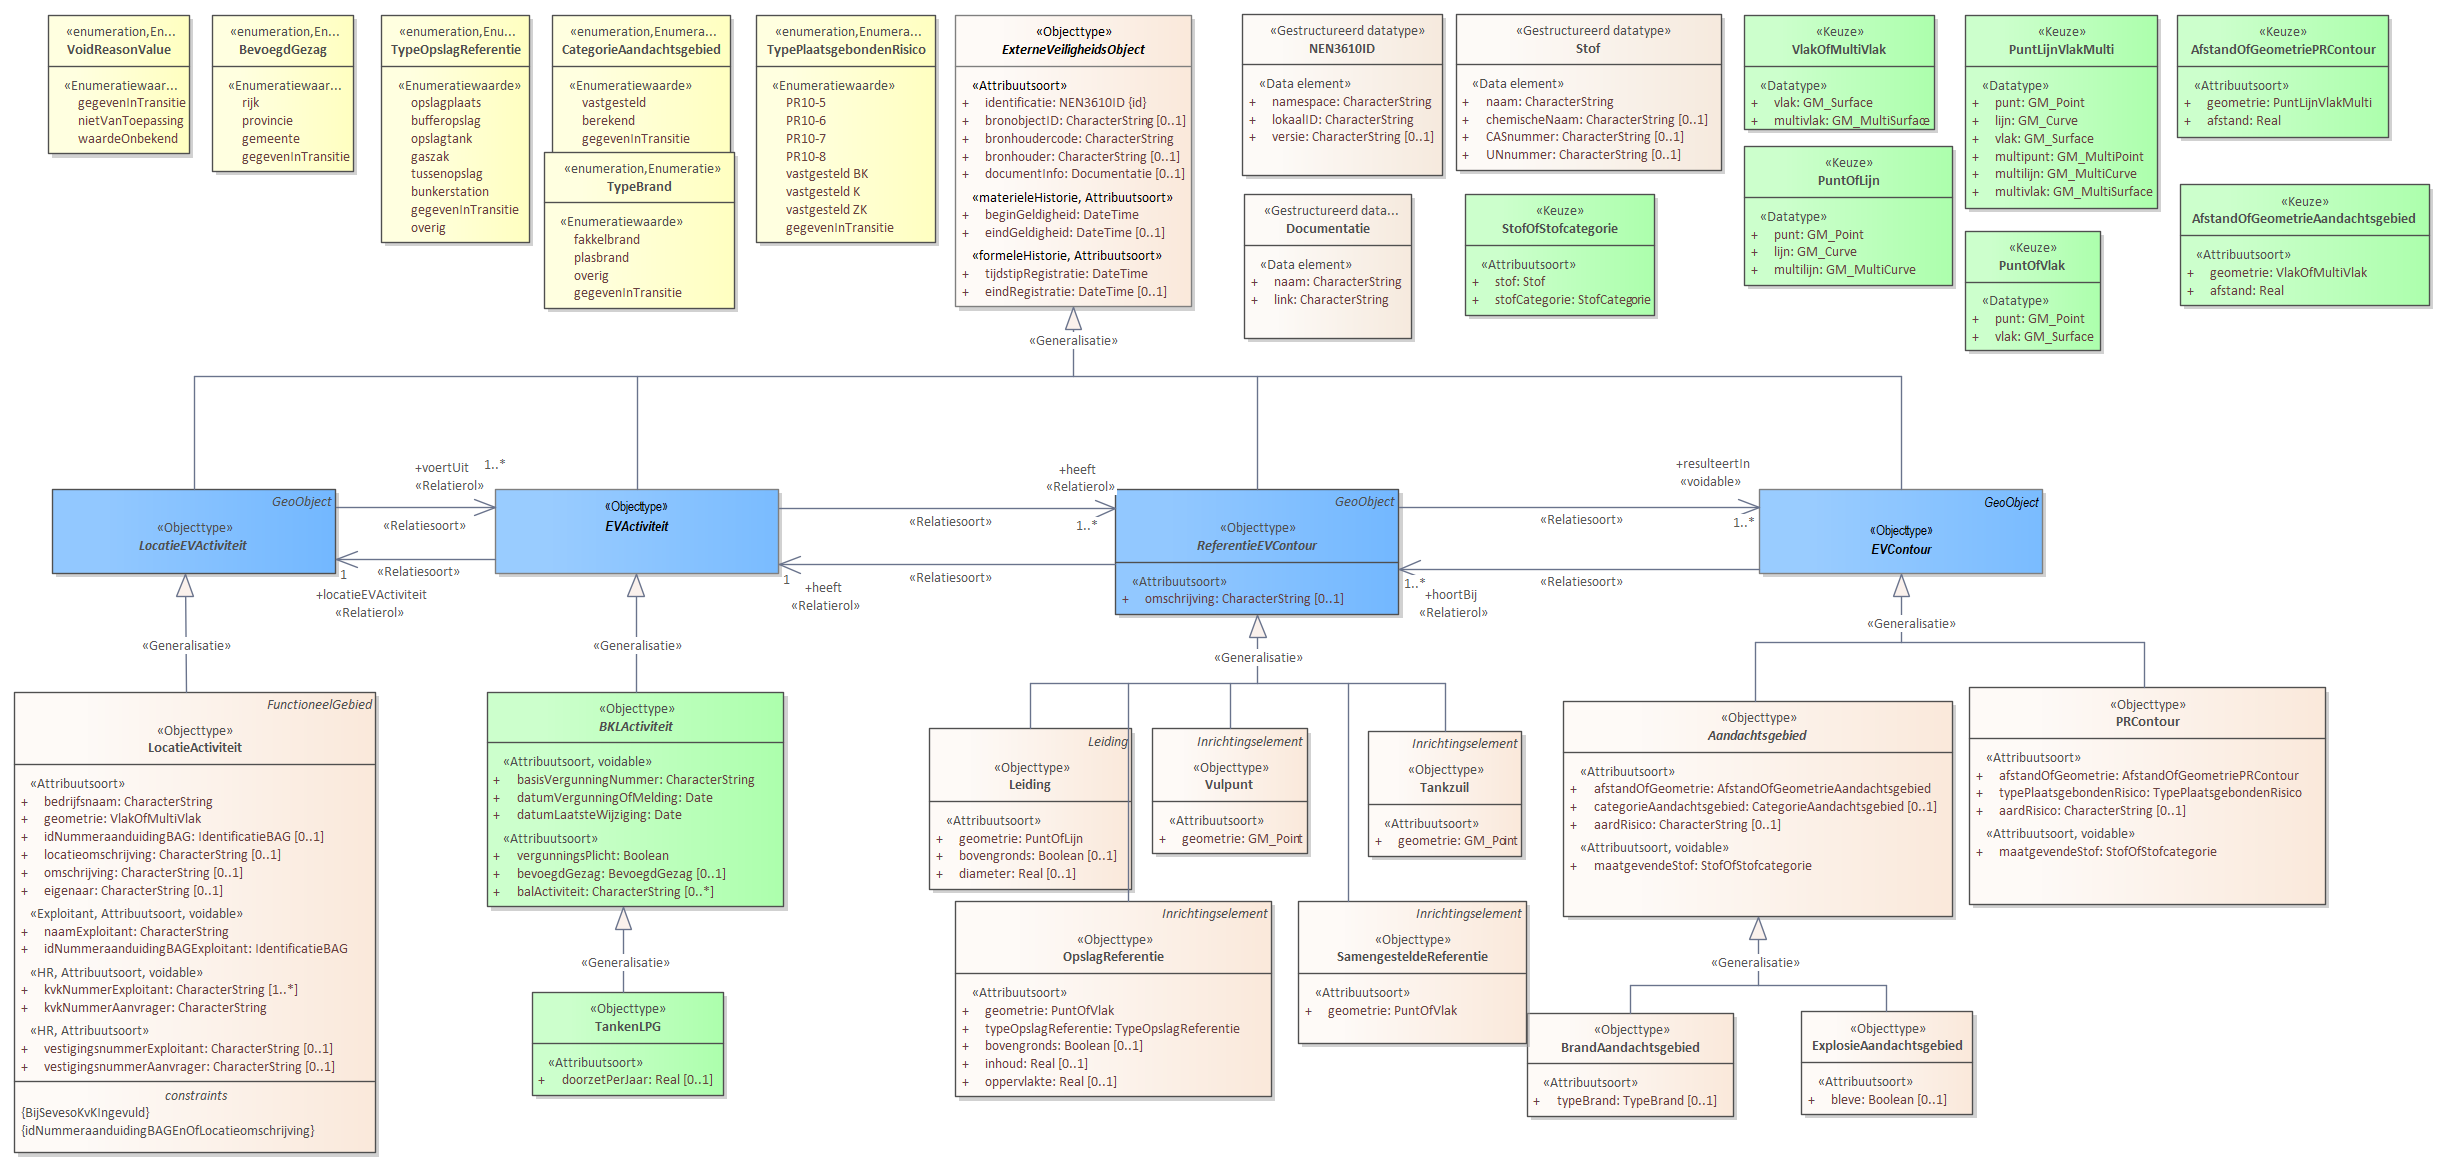 «enumeration,En...
VoidReasonValue
«Enumeratiewaar...
gegevenInTransitie
nietVanToepassing
waardeOnbekend
«enumeration,En...
BevoegdGezag
«Enumeratiewaar...
rijk
provincie
gemeente
gegevenInTransitie
«enumeration,Enu...
TypeOpslagReferentie
«Enumeratiewaarde»
opslagplaats
bufferopslag
opslagtank
gaszak
tussenopslag
bunkerstation
gegevenInTransitie
overig
«enumeration,Enumera...
CategorieAandachtsgebied
«Enumeratiewaarde»
vastgesteld
berekend
gegevenInTransitie
«enumeration,Enumeratie»
TypeBrand
«Enumeratiewaarde»
fakkelbrand
plasbrand
overig
gegevenInTransitie
«enumeration,Enumera...
TypePlaatsgebondenRisico
«Enumeratiewaarde»
PR10-5
PR10-6
PR10-7
PR10-8
vastgesteld BK
vastgesteld K
vastgesteld ZK
gegevenInTransitie
«Objecttype»
ExterneVeiligheidsObject
«Attribuutsoort»
+ identificatie: NEN3610ID {id}
+ bronobjectID: CharacterString [0..1]
+ bronhoudercode: CharacterString
+ bronhouder: CharacterString [0..1]
+ documentInfo: Documentatie [0..1]
«materieleHistorie, Attribuutsoort»
+ beginGeldigheid: DateTime
+ eindGeldigheid: DateTime [0..1]
«formeleHistorie, Attribuutsoort»
+ tijdstipRegistratie: DateTime
+ eindRegistratie: DateTime [0..1]
«Gestructureerd datatype»
NEN3610ID
«Data element»
+ namespace: CharacterString
+ lokaalID: CharacterString
+ versie: CharacterString [0..1]
«Gestructureerd datatype»
Stof
«Data element»
+ naam: CharacterString
+ chemischeNaam: CharacterString [0..1]
+ CASnummer: CharacterString [0..1]
+ UNnummer: CharacterString [0..1]
«Gestructureerd data...
Documentatie
«Data element»
+ naam: CharacterString
+ link: CharacterString
«Keuze»
StofOfStofcategorie
«Attribuutsoort»
+ stof: Stof
+ stofCategorie: StofCategorie
«Keuze»
VlakOfMultiVlak
«Datatype»
+ vlak: GM_Surface
+ multivlak: GM_MultiSurface
«Keuze»
PuntOfLijn
«Datatype»
+ punt: GM_Point
+ lijn: GM_Curve
+ multilijn: GM_MultiCurve
«Keuze»
PuntLijnVlakMulti
«Datatype»
+ punt: GM_Point
+ lijn: GM_Curve
+ vlak: GM_Surface
+ multipunt: GM_MultiPoint
+ multilijn: GM_MultiCurve
+ multivlak: GM_MultiSurface
«Keuze»
PuntOfVlak
«Datatype»
+ punt: GM_Point
+ vlak: GM_Surface
«Keuze»
AfstandOfGeometriePRContour
«Attribuutsoort»
+ geometrie: PuntLijnVlakMulti
+ afstand: Real
«Keuze»
AfstandOfGeometrieAandachtsgebied
«Attribuutsoort»
+ geometrie: VlakOfMultiVlak
+ afstand: Real
«Generalisatie»
GeoObject
«Objecttype»
LocatieEVActiviteit
+voertUit 1..*
«Relatierol»
«Relatiesoort»
«Relatiesoort»
1
+locatieEVActiviteit
«Relatierol»
«Objecttype»
EVActiviteit
+heeft
«Relatierol»
«Relatiesoort»
1..*
«Relatiesoort»
1
+heeft
«Relatierol»
GeoObject
«Objecttype»
ReferentieEVContour
«Attribuutsoort»
+ omschrijving: CharacterString [0..1]
+resulteertIn
«voidable»
«Relatiesoort»
1..*
«Relatiesoort»
1..*
+hoortBij
«Relatierol»
GeoObject
«Objecttype»
EVContour
«Generalisatie»
«Generalisatie»
«Generalisatie»
«Generalisatie»
FunctioneelGebied
«Objecttype»
LocatieActiviteit
«Attribuutsoort»
+ bedrijfsnaam: CharacterString
+ geometrie: VlakOfMultiVlak
+ idNummeraanduidingBAG: IdentificatieBAG [0..1]
+ locatieomschrijving: CharacterString [0..1]
+ omschrijving: CharacterString [0..1]
+ eigenaar: CharacterString [0..1]
«Exploitant, Attribuutsoort, voidable»
+ naamExploitant: CharacterString
+ idNummeraanduidingBAGExploitant: IdentificatieBAG
«HR, Attribuutsoort, voidable»
+ kvkNummerExploitant: CharacterString [1..*]
+ kvkNummerAanvrager: CharacterString
«HR, Attribuutsoort»
+ vestigingsnummerExploitant: CharacterString [0..1]
+ vestigingsnummerAanvrager: CharacterString [0..1]
constraints
{BijSevesoKvKIngevuld}
{idNummeraanduidingBAGEnOfLocatieomschrijving}
«Objecttype»
BKLActiviteit
«Attribuutsoort, voidable»
+ basisVergunningNummer: CharacterString
+ datumVergunningOfMelding: Date
+ datumLaatsteWijziging: Date
«Attribuutsoort»
+ vergunningsPlicht: Boolean
+ bevoegdGezag: BevoegdGezag [0..1]
+ balActiviteit: CharacterString [0..*]
«Generalisatie»
«Objecttype»
TankenLPG
«Attribuutsoort»
+ doorzetPerJaar: Real [0..1]
Leiding
«Objecttype»
Leiding
«Attribuutsoort»
+ geometrie: PuntOfLijn
+ bovengronds: Boolean [0..1]
+ diameter: Real [0..1]
Inrichtingselement
«Objecttype»
Vulpunt
«Attribuutsoort»
+ geometrie: GM_Point
Inrichtingselement
«Objecttype»
Tankzuil
«Attribuutsoort»
+ geometrie: GM_Point
Inrichtingselement
«Objecttype»
OpslagReferentie
«Attribuutsoort»
+ geometrie: PuntOfVlak
+ typeOpslagReferentie: TypeOpslagReferentie
+ bovengronds: Boolean [0..1]
+ inhoud: Real [0..1]
+ oppervlakte: Real [0..1]
Inrichtingselement
«Objecttype»
SamengesteldeReferentie
«Attribuutsoort»
+ geometrie: PuntOfVlak
«Objecttype»
Aandachtsgebied
«Attribuutsoort»
+ afstandOfGeometrie: AfstandOfGeometrieAandachtsgebied
+ categorieAandachtsgebied: CategorieAandachtsgebied [0..1]
+ aardRisico: CharacterString [0..1]
«Attribuutsoort, voidable»
+ maatgevendeStof: StofOfStofcategorie
«Objecttype»
PRContour
«Attribuutsoort»
+ afstandOfGeometrie: AfstandOfGeometriePRContour
+ typePlaatsgebondenRisico: TypePlaatsgebondenRisico
+ aardRisico: CharacterString [0..1]
«Attribuutsoort, voidable»
+ maatgevendeStof: StofOfStofcategorie
«Generalisatie»
«Objecttype»
BrandAandachtsgebied
«Attribuutsoort»
+ typeBrand: TypeBrand [0..1]
«Objecttype»
ExplosieAandachtsgebied
«Attribuutsoort»
+ bleve: Boolean [0..1]